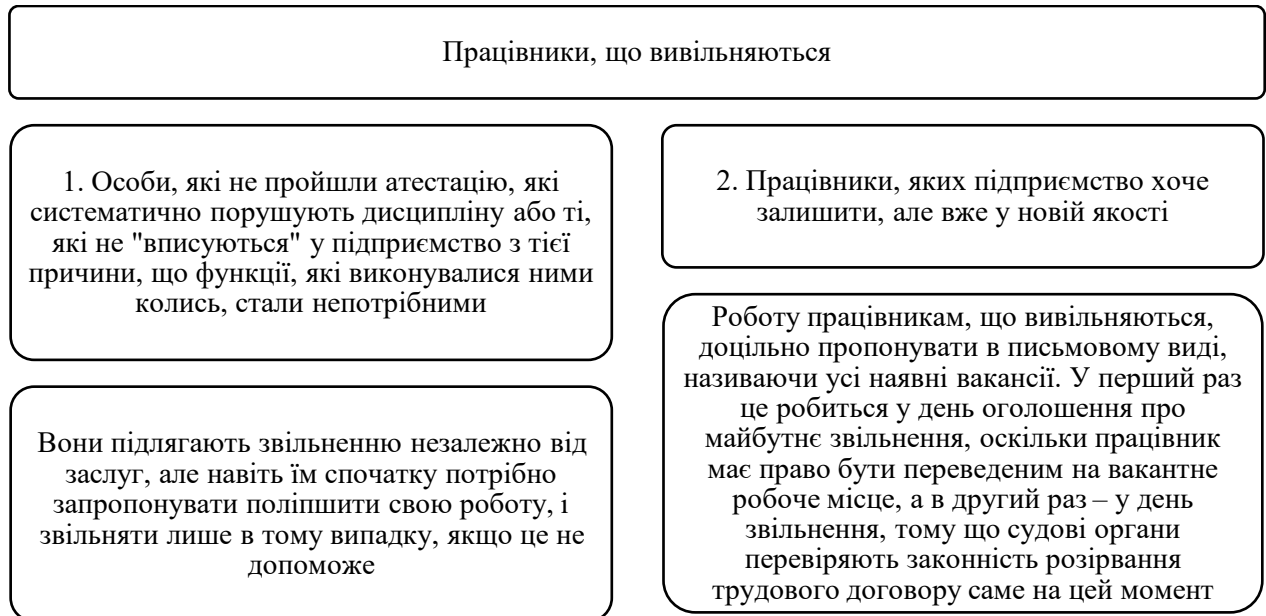 Працівники, що вивільняються
1. Особи, які не пройшли атестацію, які
систематично порушують дисципліну або ті,
які не "вписуються" у підприємство з тієї
причини, що функції, які виконувалися ними
колись, стали непотрібними
Вони підлягають звільненню незалежно від
заслуг, але навіть їм спочатку потрібно
запропонувати поліпшити свою роботу, і
звільняти лише в тому випадку, якщо це не
допоможе
2. Працівники, яких підприємство хоче
залишити, але вже у новій якості
Роботу працівникам, що вивільняються,
доцільно пропонувати в письмовому виді,
називаючи усі наявні вакансії. У перший раз
це робиться у день оголошення про
майбутнє звільнення, оскільки працівник
має право бути переведеним на вакантне
робоче місце, а в другий раз – у день
звільнення, тому що судові органи
перевіряють законність розірвання
трудового договору саме на цей момент